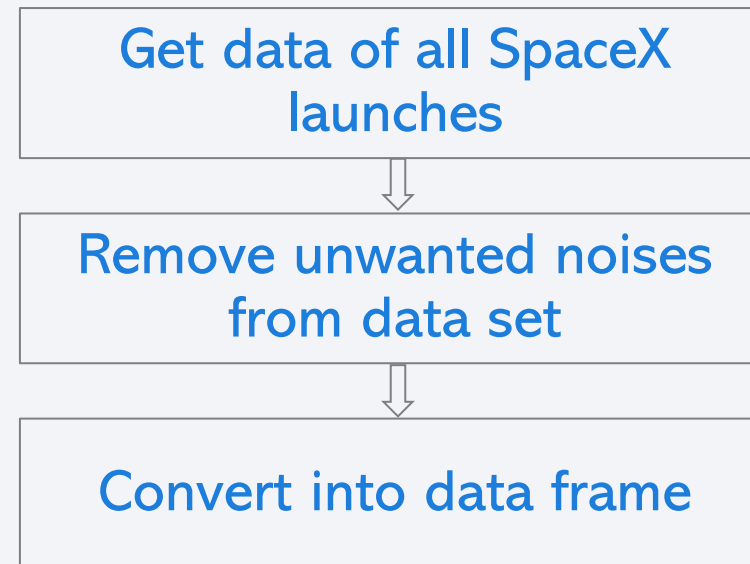 Get data of all SpaceX
launches
Remove unwanted noises
from data set
Convert into data frame